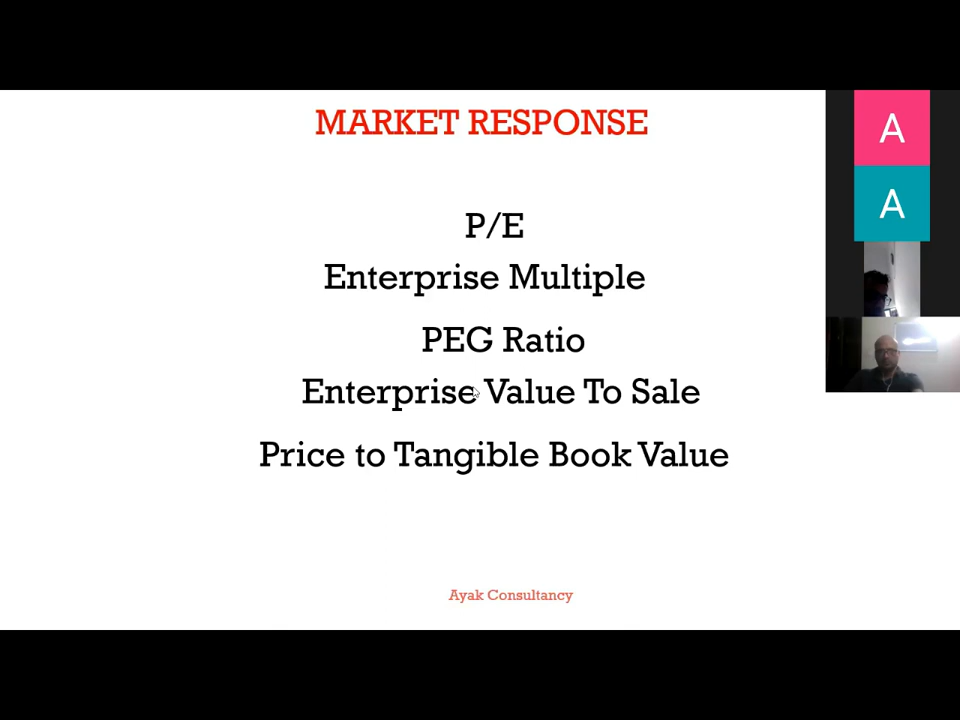 MARKET RESPONSE
P/E
Enterprise Multiple
PEG Ratio
Enterprise Value To Sale
Price to Tangible Book Value
Ayak Consultancy
A
A